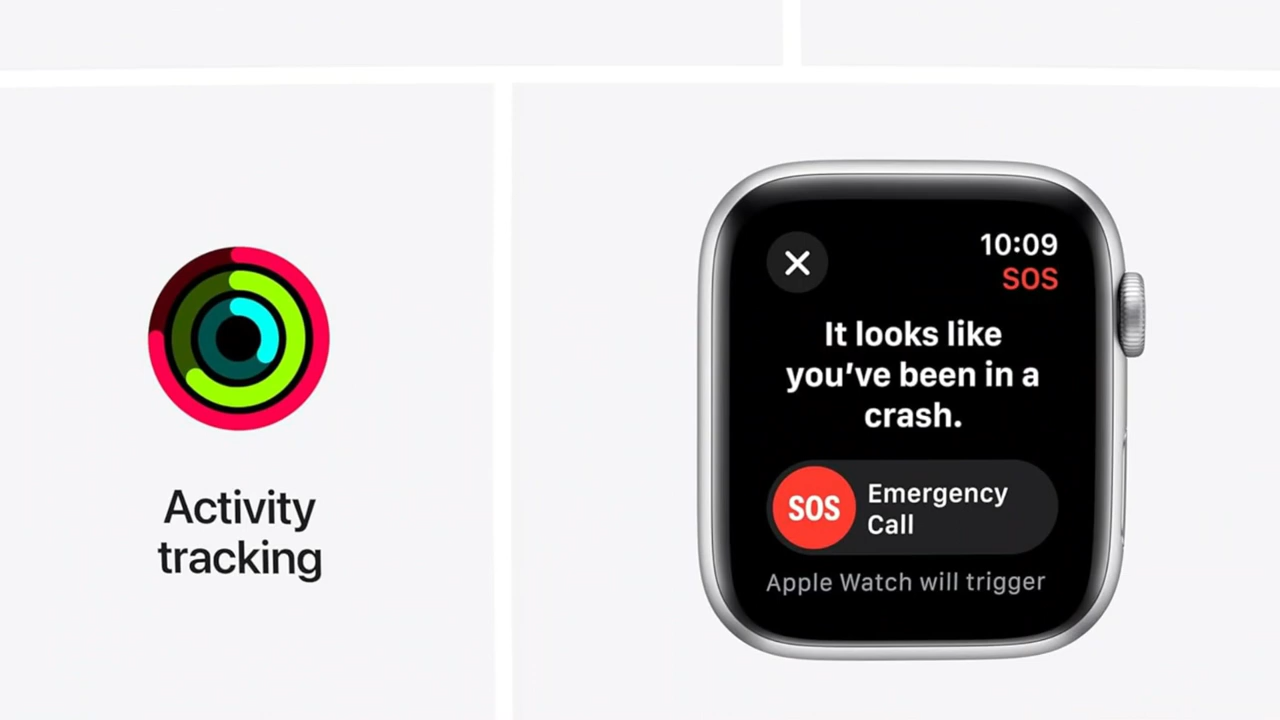 Activity
tracking
10:09
SOS
It looks like
you've been in a
crash.
SOS
Emergency
Call
Apple Watch will trigger